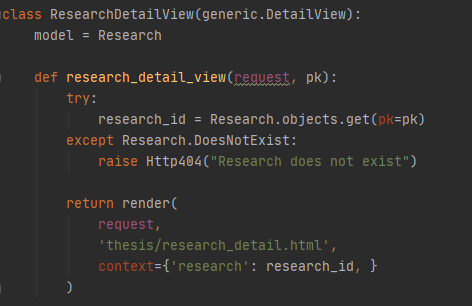 class ResearchDetailView(generic.DetailView):
    model = Research

    def research_detail_view(request, pk):
        try:
            research_id = Research.objects.get(pk=pk)
        except Research.DoesNotExist:
            raise Http404("Research does not exist")

        return render(
            request,
            'thesis/research_detail.html',
            context={'research': research_id, }
        )